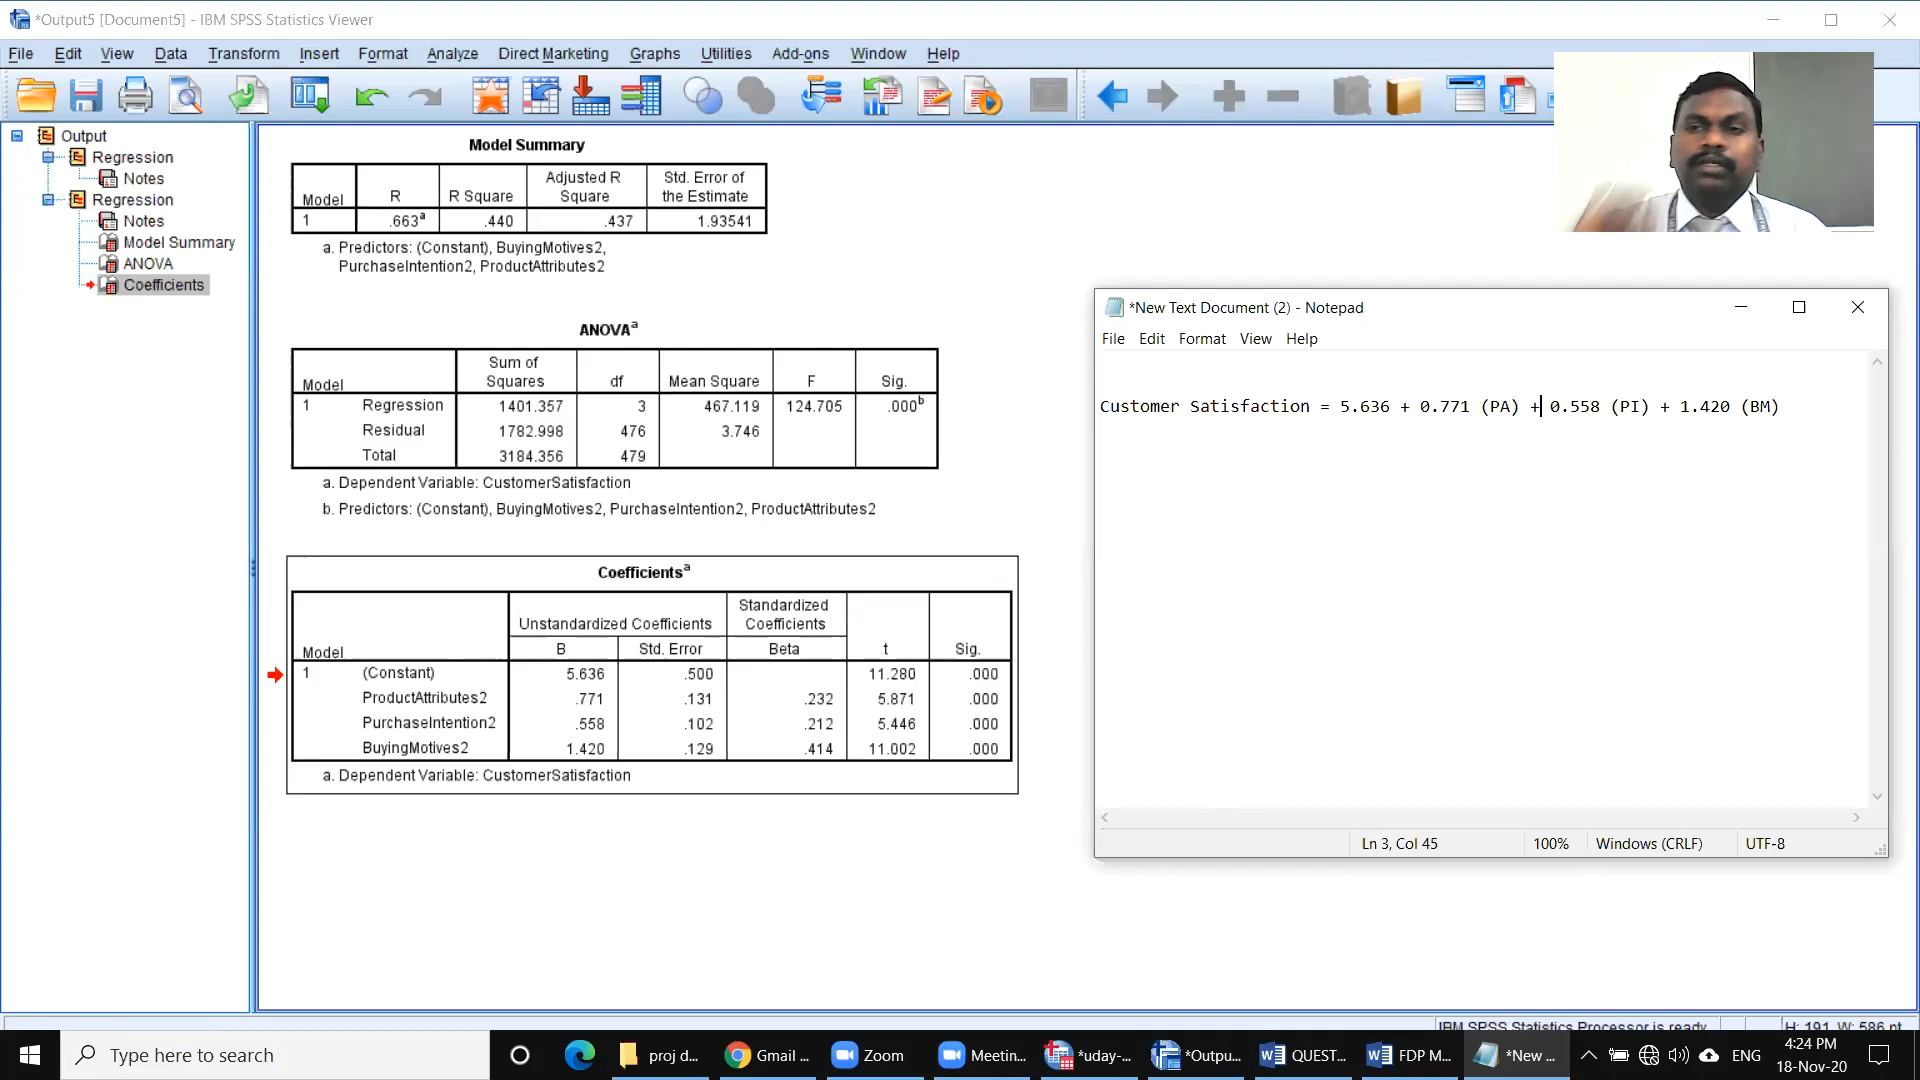 *Output5 [Document5] - IBM SPSS Statistics Viewer
File Edit View Data Transform Insert Format Analyze Direct Marketing Graphs Utilities Add-ons Window Help
Output
Regression
Notes
Regression
Notes
Model Summary
ANOVA
Coefficients
Model Summary
Model R R Square Adjusted R Square Std. Error of the Estimate
1 .663a .440 .437 1.93541
a. Predictors: (Constant), BuyingMotives2,
PurchaseIntention2, ProductAttributes2
ANOVAa
Model Sum of Squares df Mean Square F Sig.
1 Regression 1401.357 3 467.119 124.705 .000b
Residual 1782.998 476 3.746
Total 3184.356 479
a. Dependent Variable: CustomerSatisfaction
b. Predictors: (Constant), BuyingMotives2, PurchaseIntention2, ProductAttributes2
Coefficientsa
Unstandardized Coefficients Standardized Coefficients
Model B Std. Error Beta t Sig.
1 (Constant) 5.636 .500 11.280 .000
ProductAttributes2 .771 .131 .232 5.871 .000
PurchaseIntention2 .558 .102 .212 5.446 .000
BuyingMotives2 1.420 .129 .414 11.002 .000
a. Dependent Variable: CustomerSatisfaction
*New Text Document (2) - Notepad
File Edit Format View Help
Customer Satisfaction = 5.636 + 0.771 (PA) + 0.558 (PI) + 1.420 (BM)
Ln 3, Col 45 100% Windows (CRLF) UTF-8
IBM SPSS Statistics Processor is ready H: 191, W: 586 pt
Type here to search
proj d... Gmail ... Zoom Meetin... *uday-... *Outpu... QUEST... FDP M... *New ...
ENG
4:24 PM
18-Nov-20